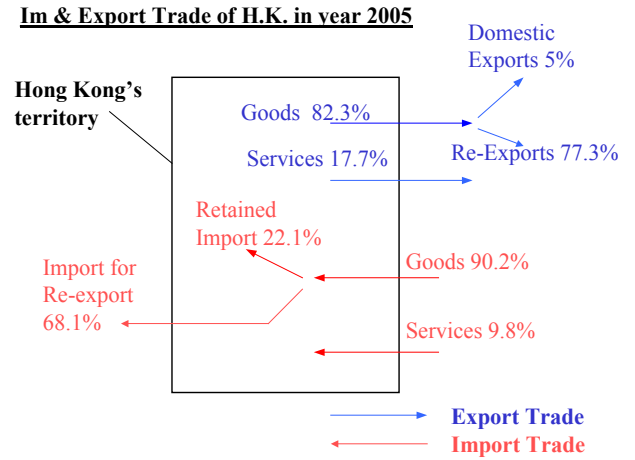 Im & Export Trade of H.K. in year 2005
Domestic
Exports 5%
Hong Kong's
territory
Goods 82.3%
Re-Exports 77.3%
Services 17.7%
Retained
Import 22.1%
Import for
Re-export
68.1%
Goods 90.2%
Services 9.8%
Export Trade
Import Trade